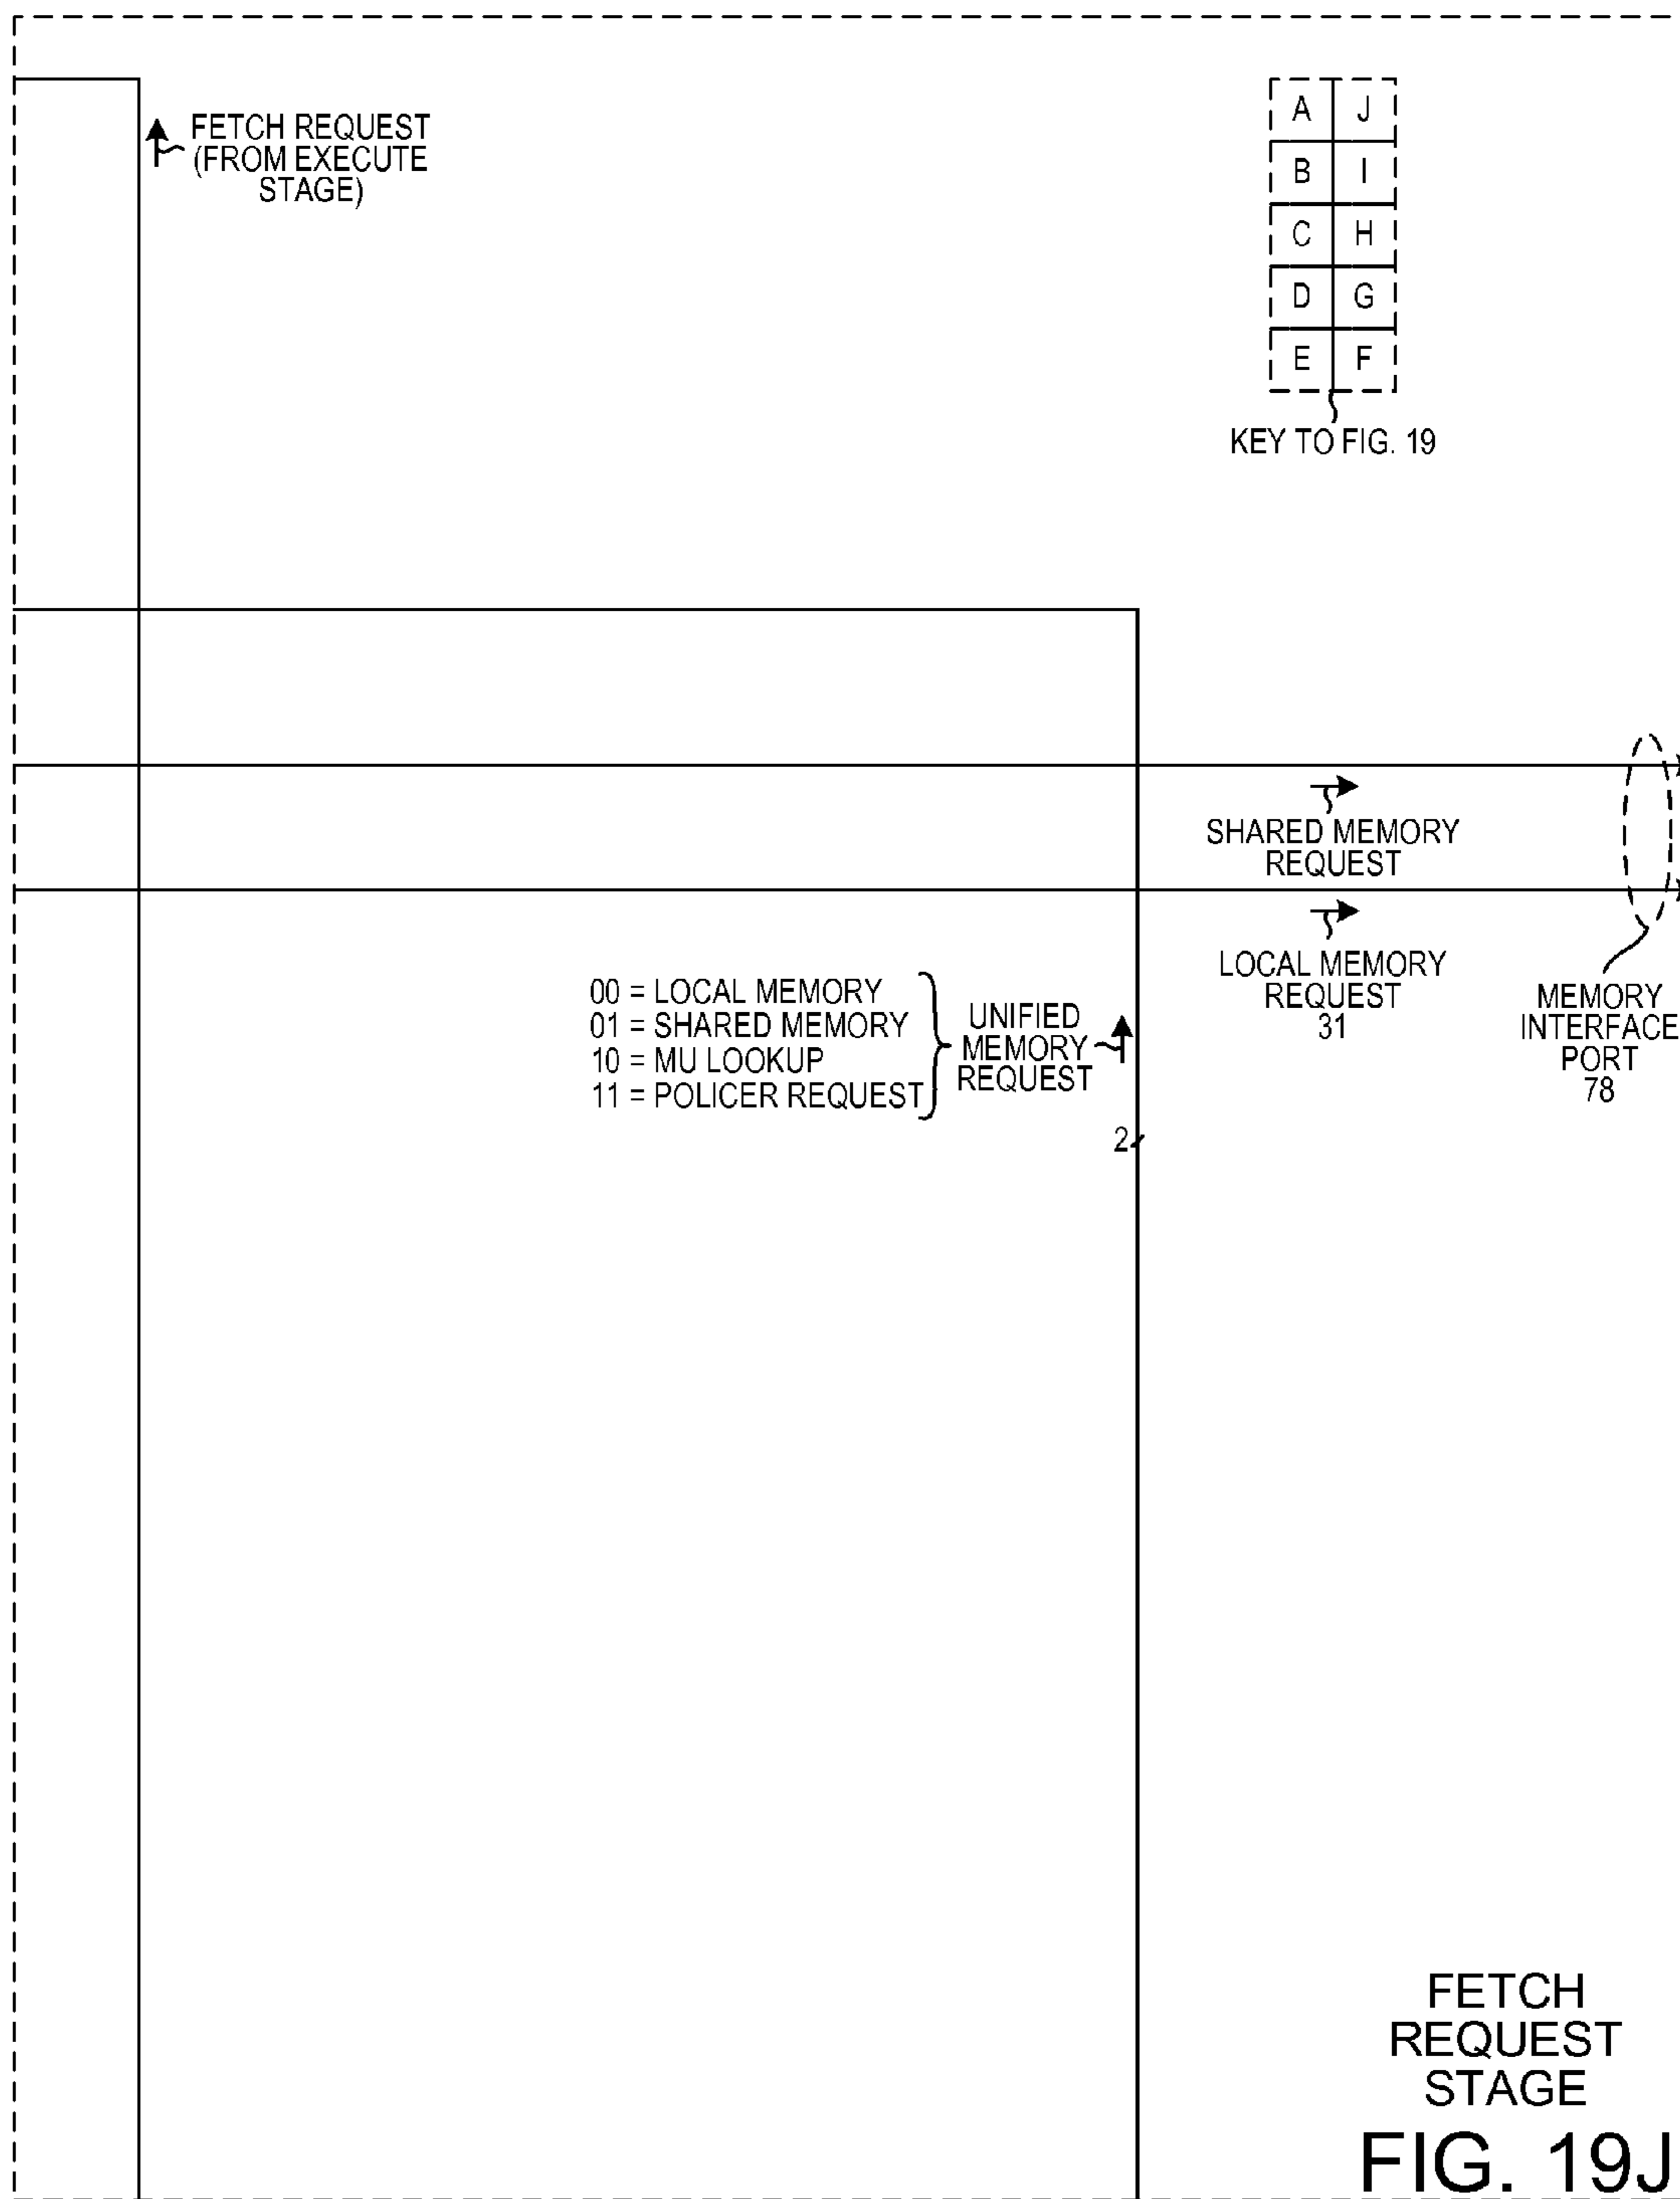 FETCH REQUEST
(FROM EXECUTE
STAGE)
A J
B I
C H
D G
E F
KEY TO FIG. 19
SHARED MEMORY
REQUEST
LOCAL MEMORY
REQUEST
31
MEMORY
INTERFACE
PORT
78
00 = LOCAL MEMORY
01 = SHARED MEMORY
10 = MU LOOKUP
11 = POLICER REQUEST
UNIFIED
MEMORY
REQUEST
2
FETCH
REQUEST
STAGE
FIG. 19J